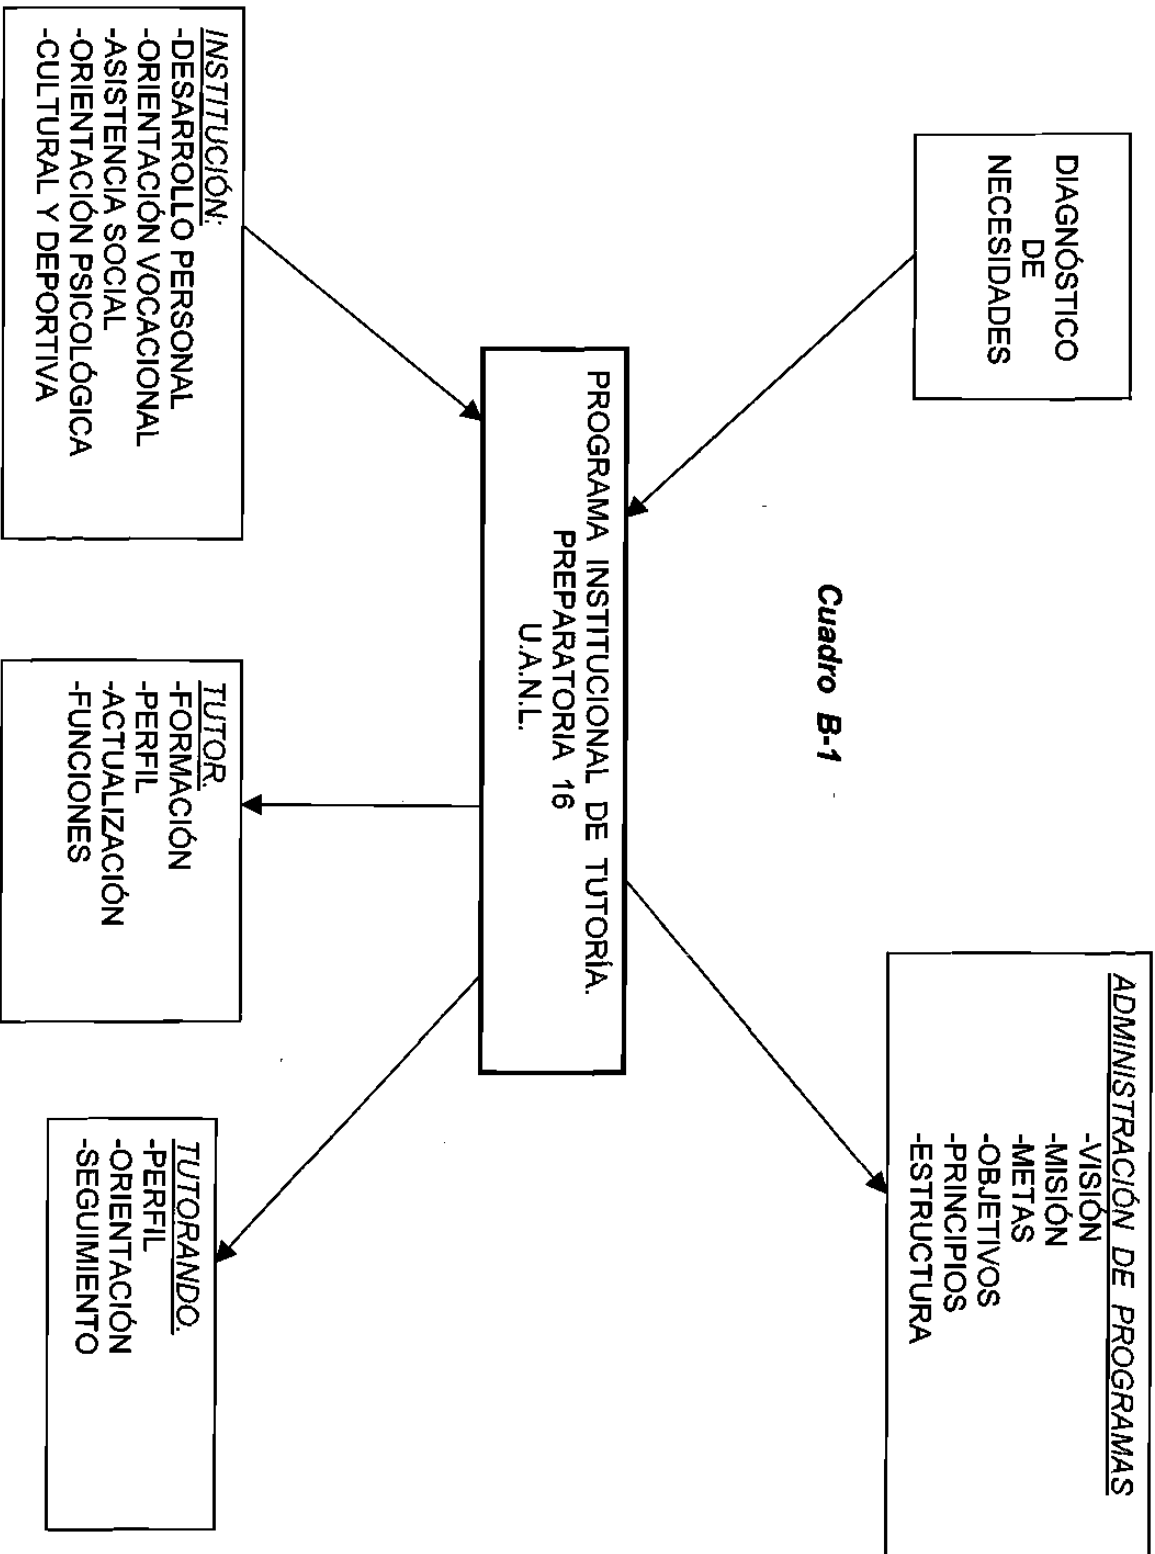 DIAGNÓSTICO
DE
NECESIDADES
ADMINISTRACIÓN DE PROGRAMAS
-VISIÓN
-MISIÓN
-METAS
-OBJETIVOS
-PRINCIPIOS
-ESTRUCTURA
Cuadro B-1
PROGRAMA INSTITUCIONAL DE TUTORÍA.
PREPARATORIA 16
U.A.N.L.
INSTITUCIÓN:
-DESARROLLO PERSONAL
-ORIENTACIÓN VOCACIONAL
-ASISTENCIA SOCIAL
-ORIENTACIÓN PSICOLÓGICA
-CULTURAL Y DEPORTIVA
TUTOR.
-FORMACIÓN
-PERFIL
-ACTUALIZACIÓN
-FUNCIONES
TUTORANDO.
-PERFIL
-ORIENTACIÓN
-SEGUIMIENTO